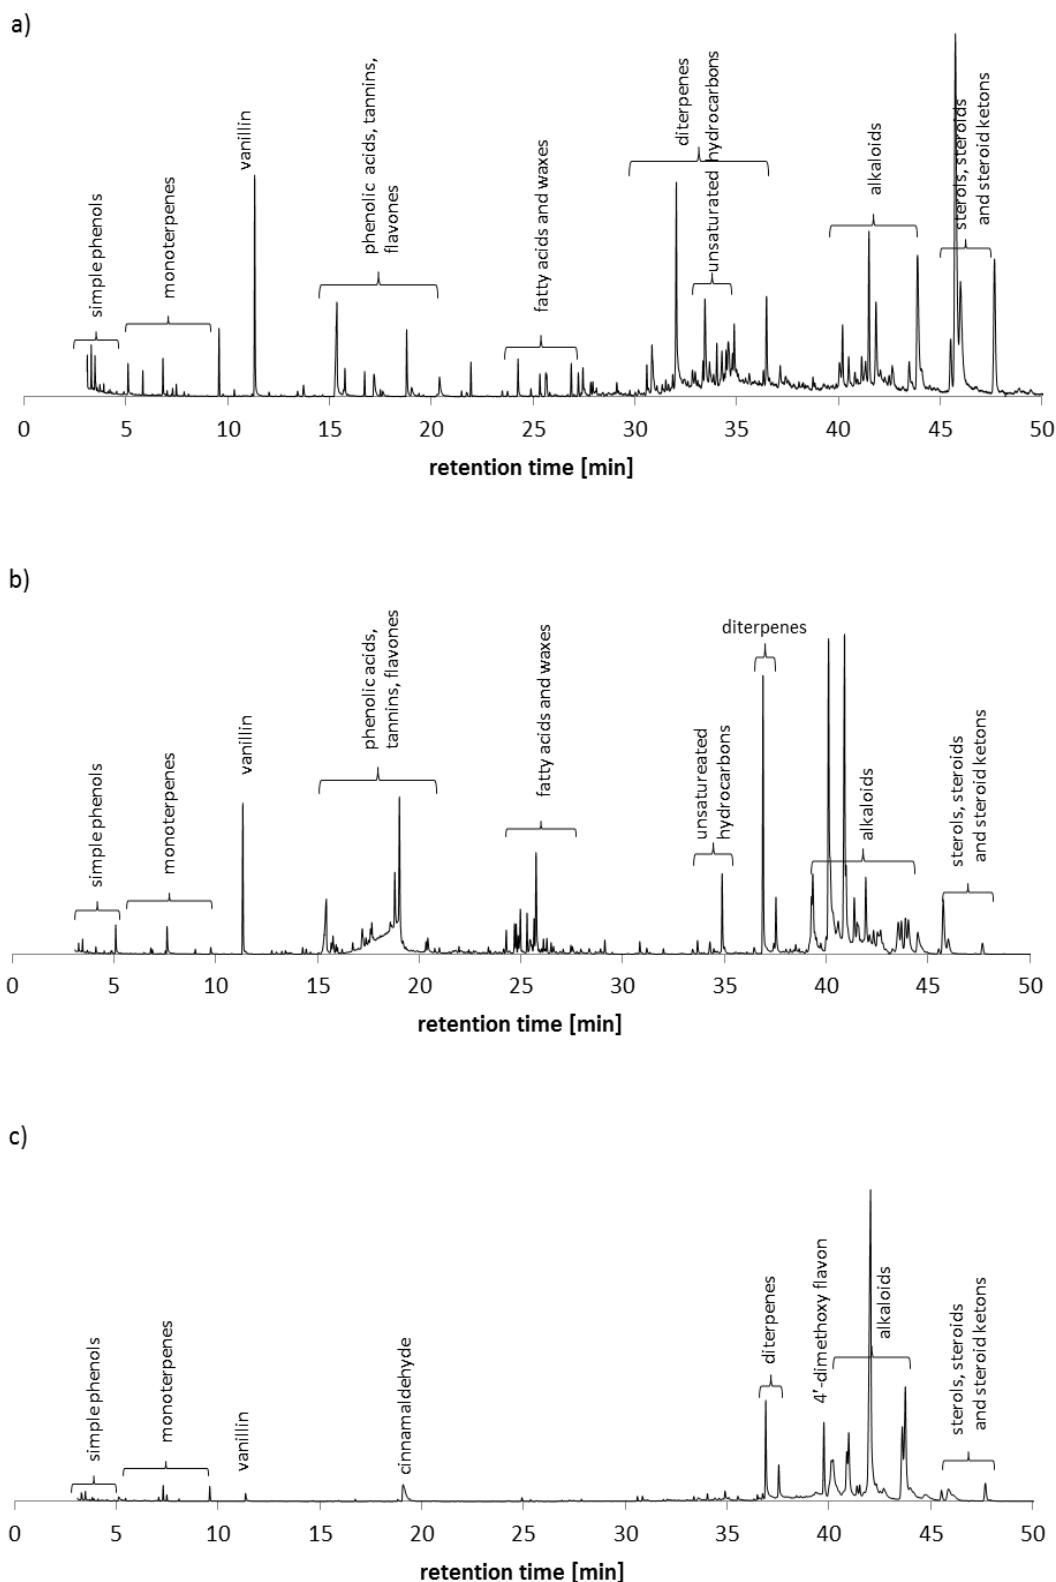 a)
simple phenols
monoterpenes
vanillin
phenolic acids, tannins,
flavones
fatty acids and waxes
diterpenes
unsaturated hydrocarbons
alkaloids
sterols, steroids
and steroid ketons
0 5 10 15 20 25 30 35 40 45 50
retention time [min]
b)
simple phenols
monoterpenes
vanillin
phenolic acids,
tannins, flavones
fatty acids and waxes
unsatureated
hydrocarbons
diterpenes
alkaloids
sterols, steroids
and steroid ketons
0 5 10 15 20 25 30 35 40 45 50
retention time [min]
c)
simple phenols
monoterpenes
vanillin
cinnamaldehyde
diterpenes
4'-dimethoxy flavon
alkaloids
sterols, steroids
and steroid ketons
0 5 10 15 20 25 30 35 40 45 50
retention time [min]